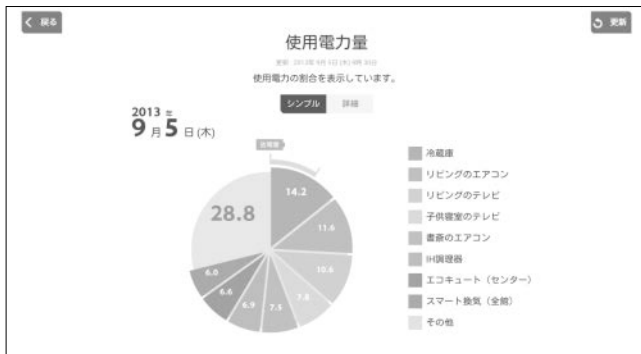 戻る
更新
使用電力量
使用電力の割合を表示しています。
シンプル 詳細
2013 年
9 月 5 日 (木)
14.2
11.6
10.6
7.8
7.5
6.9
6.6
6.0
28.8
冷蔵庫
リビングのエアコン
リビングのテレビ
子供寝室のテレビ
書斎のエアコン
IH調理器
エコキュート（センター）
スマート換気（全館）
その他